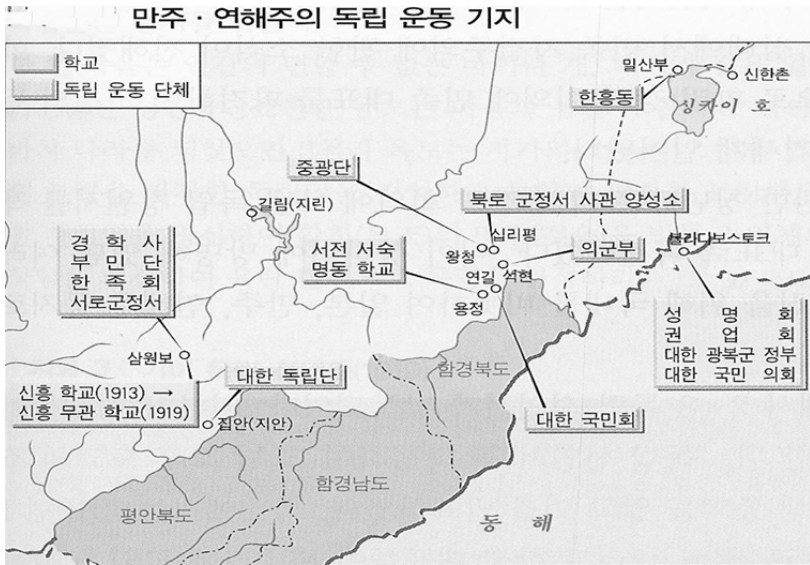 만주·연해주의 독립 운동 기지
학교
독립 운동 단체
밀산부
신한촌
한흥동
싱카이 호
중광단
길림(지린)
북로 군정서 사관 양성소
십리평
왕청
경학사
부민단
한족회
서로군정서
서전 서숙
명동 학교
연길
석현
용정
의군부
블라디보스토크
성명회
권업회
대한 광복군 정부
대한 국민 의회
삼원보
신흥 학교(1913)
신흥 무관 학교(1919)
대한 독립단
집안(지안)
함경북도
대한 국민회
함경남도
평안북도
동해